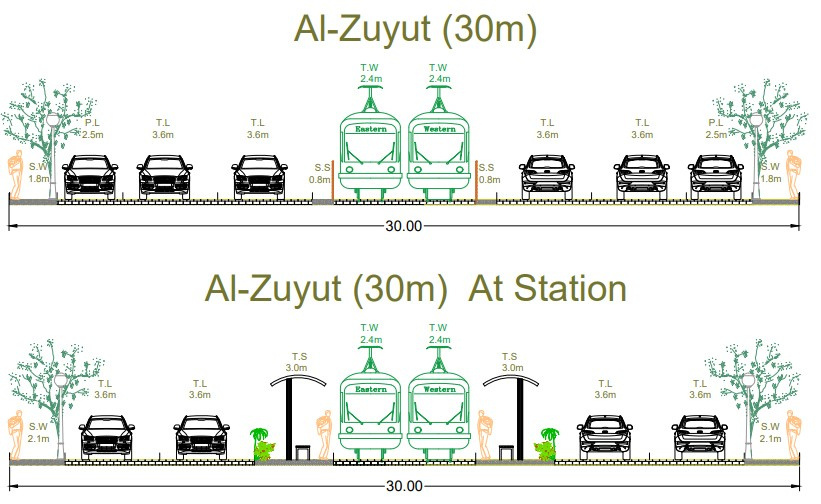 Al-Zuyut (30m)
T.W
2.4m
T.W
2.4m
P.L
2.5m
T.L
3.6m
T.L
3.6m
T.L
3.6m
T.L
3.6m
P.L
2.5m
Eastern
Western
S.W
1.8m
S.S
0.8m
S.S
0.8m
S.W
1.8m
30.00
Al-Zuyut (30m) At Station
T.W
2.4m
T.W
2.4m
T.S
3.0m
T.S
3.0m
T.L
3.6m
T.L
3.6m
T.L
3.6m
T.L
3.6m
Eastern
Western
S.W
2.1m
S.W
2.1m
30.00